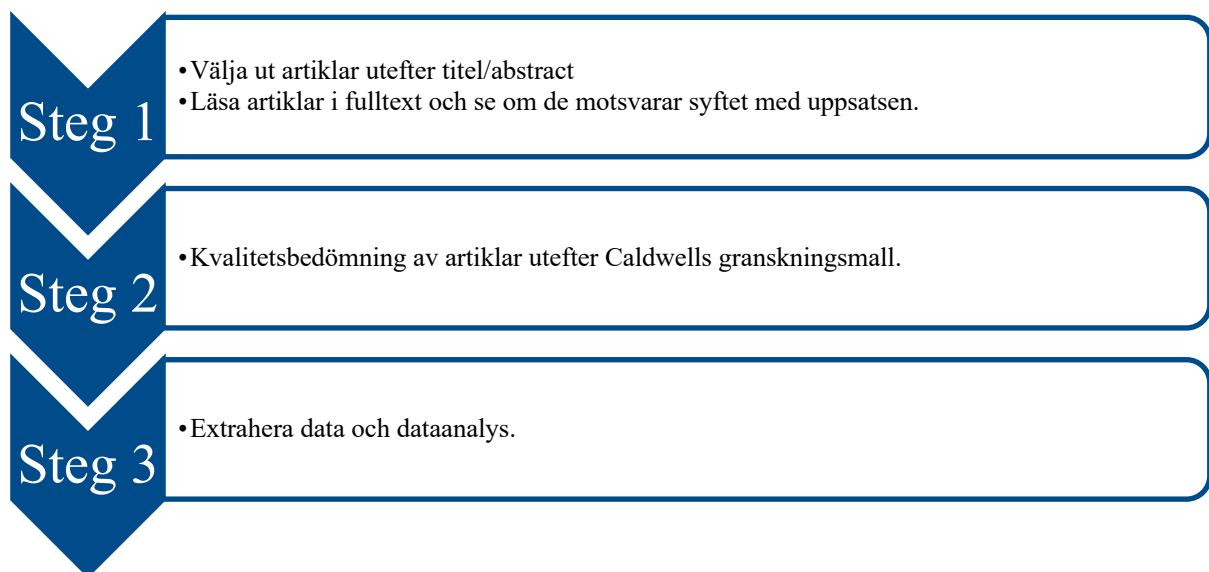 Steg 1
•Välja ut artiklar utefter titel/abstract
•Läsa artiklar i fulltext och se om de motsvarar syftet med uppsatsen.
Steg 2
•Kvalitetsbedömning av artiklar utefter Caldwells granskningsmall.
Steg 3
•Extrahera data och dataanalys.